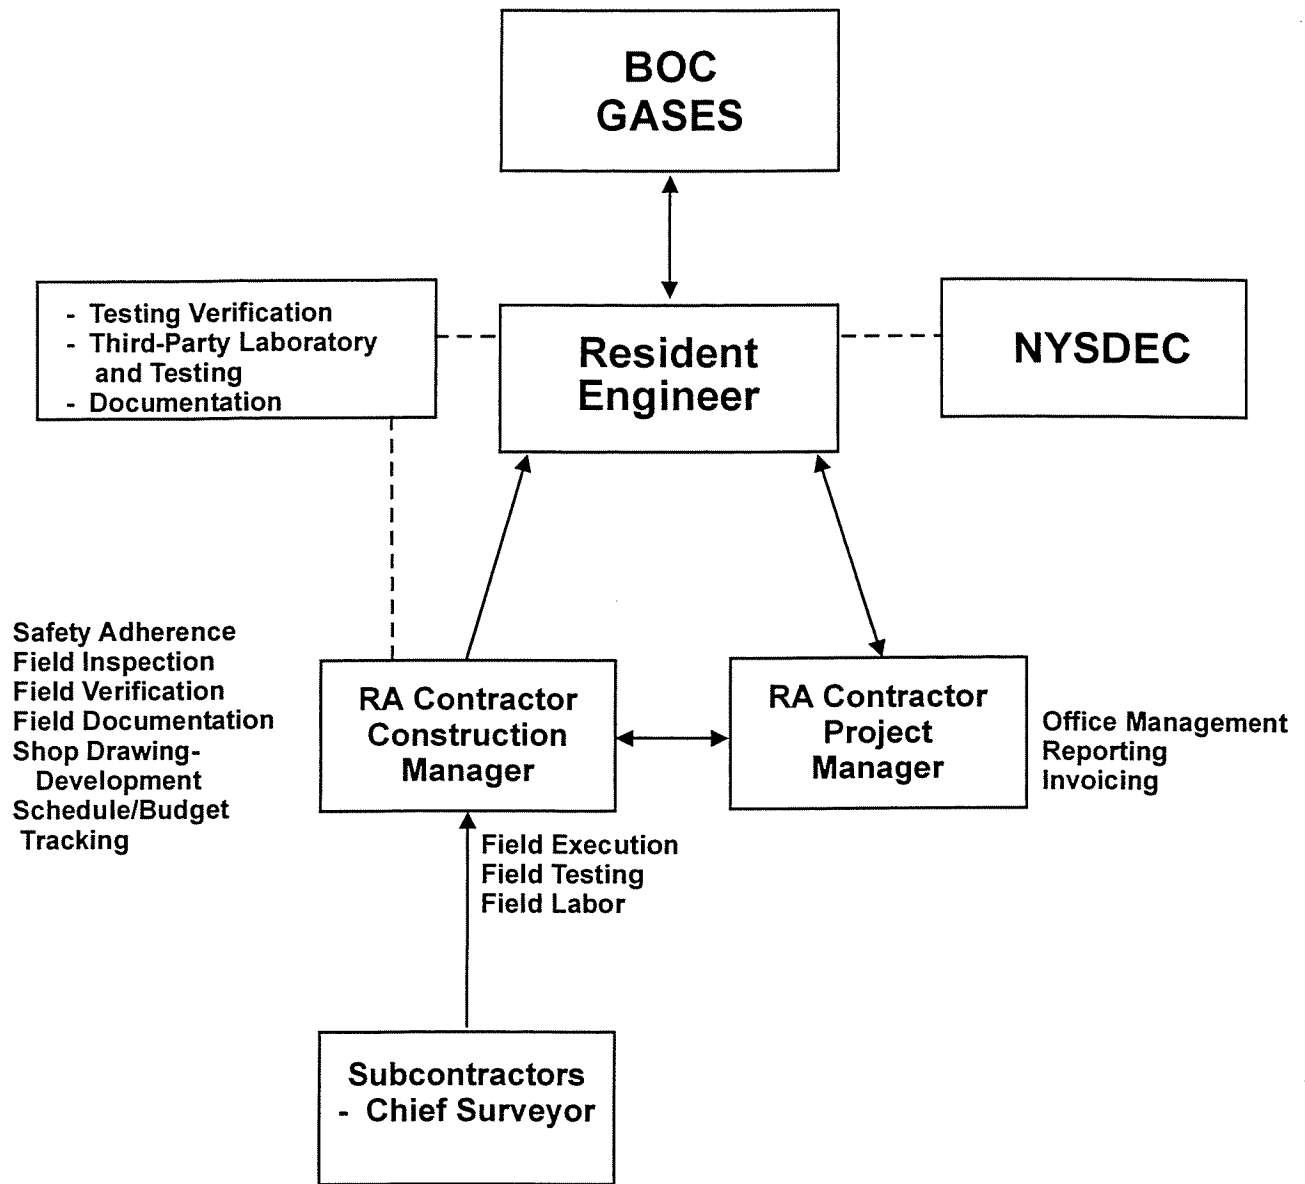 BOC
GASES
- Testing Verification
- Third-Party Laboratory
and Testing
- Documentation
Resident
Engineer
NYSDEC
Safety Adherence
Field Inspection
Field Verification
Field Documentation
Shop Drawing-
Development
Schedule/Budget
Tracking
RA Contractor
Construction
Manager
RA Contractor
Project
Manager
Office Management
Reporting
Invoicing
Field Execution
Field Testing
Field Labor
Subcontractors
- Chief Surveyor